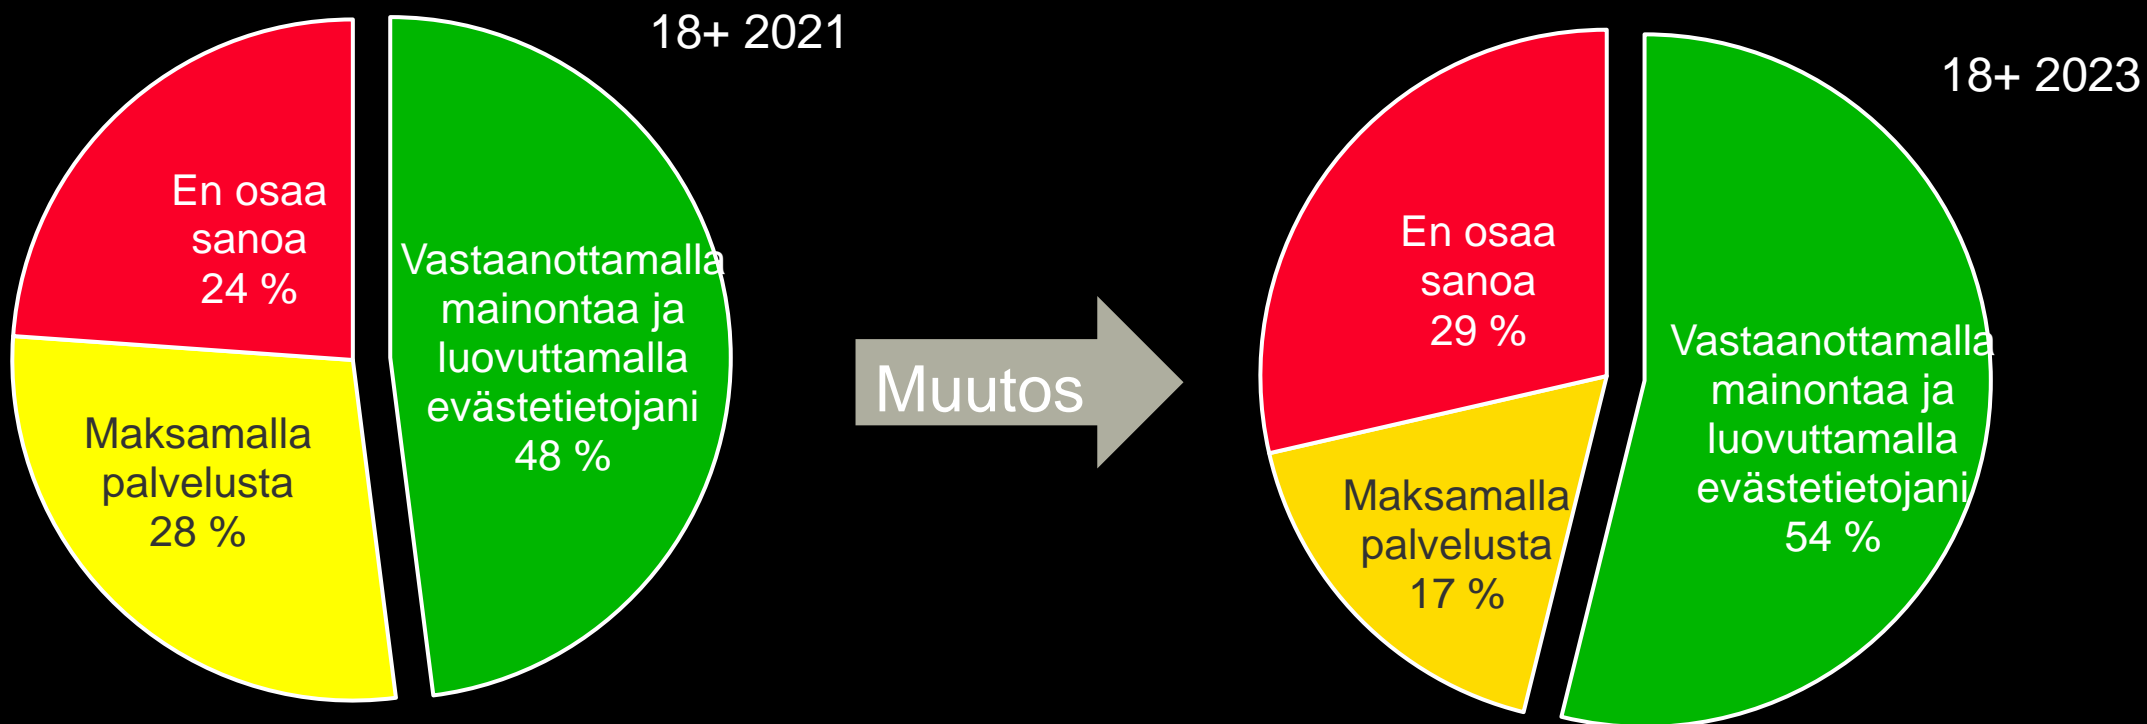 18+ 2021
En osaa
sanoa
24 %
Vastaanottamalla
mainontaa ja
luovuttamalla
evästetietojani
48 %
Maksamalla
palvelusta
28 %
Muutos
18+ 2023
En osaa
sanoa
29 %
Vastaanottamalla
mainontaa ja
luovuttamalla
evästetietojani
54 %
Maksamalla
palvelusta
17 %